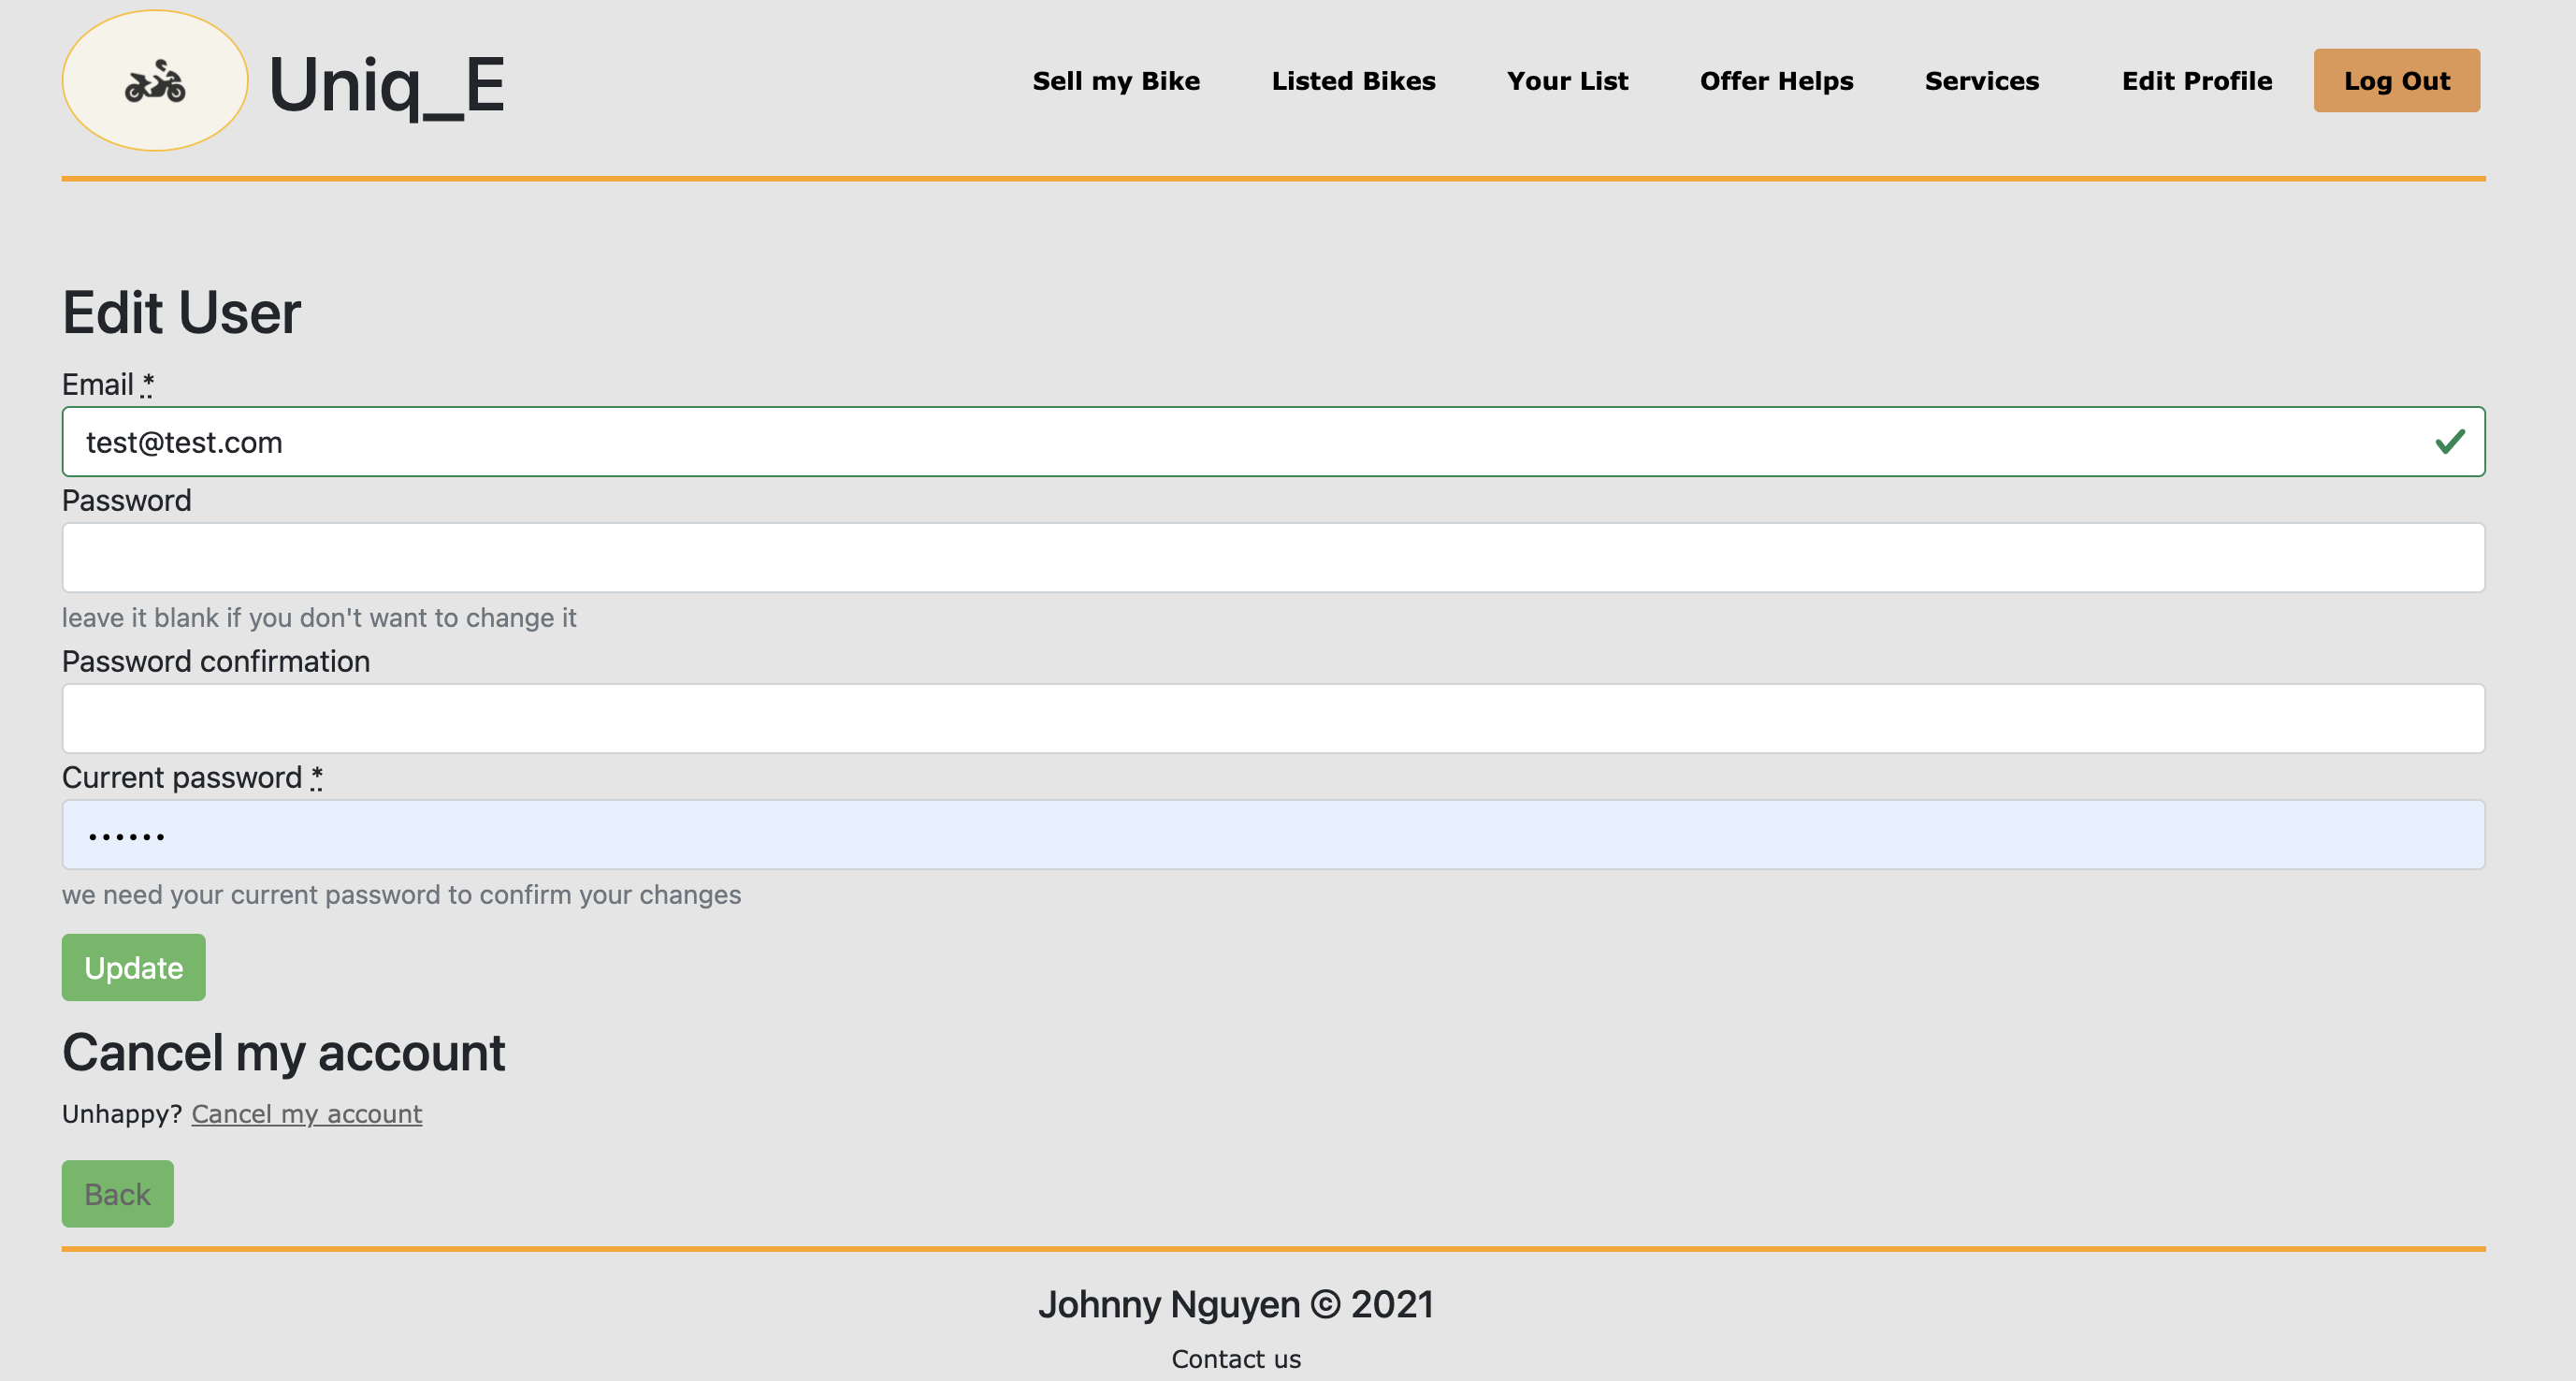 Uniq_E
Sell my Bike Listed Bikes Your List Offer Helps Services Edit Profile Log Out
Edit User
Email *
test@test.com
Password
leave it blank if you don't want to change it
Password confirmation
Current password *
••••••
we need your current password to confirm your changes
Update
Cancel my account
Unhappy? Cancel my account
Back
Johnny Nguyen © 2021
Contact us